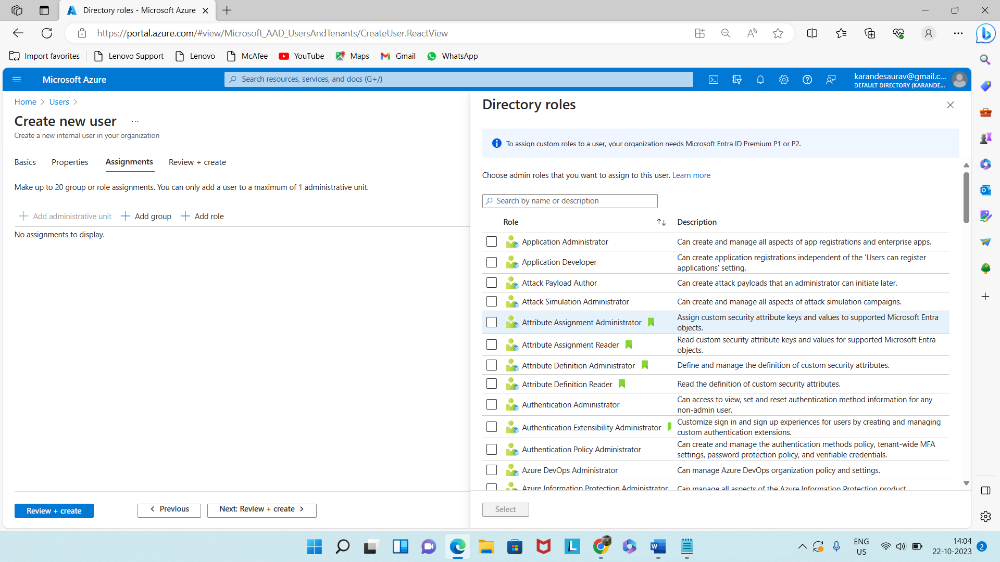 Directory roles - Microsoft Azure
https://portal.azure.com/#view/Microsoft_AAD_UsersAndTenants/CreateUser.ReactView
Import favorites
Lenovo Support
Lenovo
McAfee
YouTube
Maps
Gmail
WhatsApp
Microsoft Azure
Search resources, services, and docs (G+/)
karandesaurav@gmail.c...
DEFAULT DIRECTORY (KARANDE...
Home
Users
Create new user
...
Create a new internal user in your organization
Basics
Properties
Assignments
Review + create
Make up to 20 group or role assignments. You can only add a user to a maximum of 1 administrative unit.
Add administrative unit
Add group
Add role
No assignments to display.
Review + create
< Previous
Next: Review + create >
Directory roles
To assign custom roles to a user, your organization needs Microsoft Entra ID Premium P1 or P2.
Choose admin roles that you want to assign to this user. Learn more
Search by name or description
Role
Description
Application Administrator
Can create and manage all aspects of app registrations and enterprise apps.
Application Developer
Can create application registrations independent of the 'Users can register
applications' setting.
Attack Payload Author
Can create attack payloads that an administrator can initiate later.
Attack Simulation Administrator
Can create and manage all aspects of attack simulation campaigns.
Attribute Assignment Administrator
Assign custom security attribute keys and values to supported Microsoft Entra
objects.
Attribute Assignment Reader
Read custom security attribute keys and values for supported Microsoft Entra
objects.
Attribute Definition Administrator
Define and manage the definition of custom security attributes.
Attribute Definition Reader
Read the definition of custom security attributes.
Authentication Administrator
Can access to view, set and reset authentication method information for any
non-admin user.
Authentication Extensibility Administrator
Customize sign in and sign up experiences for users by creating and managing
custom authentication extensions.
Authentication Policy Administrator
Can create and manage the authentication methods policy, tenant-wide MFA
settings, password protection policy, and verifiable credentials.
Azure DevOps Administrator
Can manage Azure DevOps organization policy and settings.
Azure Information Protection Administrator
Can manage all aspects of the Azure Information Protection product
Select
ENG
US
14:04
22-10-2023
2